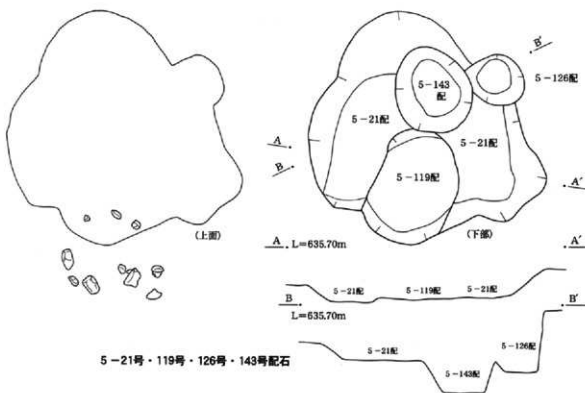 B'
5-126配
5-143
配
5-21配
5-21配
A
B
5-119配
A'
(上面)
(下部)
A
L=635.70m
A'
5-21配
5-119配
5-21配
B
L=635.70m
B'
5-21配
5-126配
5-143配
5-21号・119号・126号・143号配石